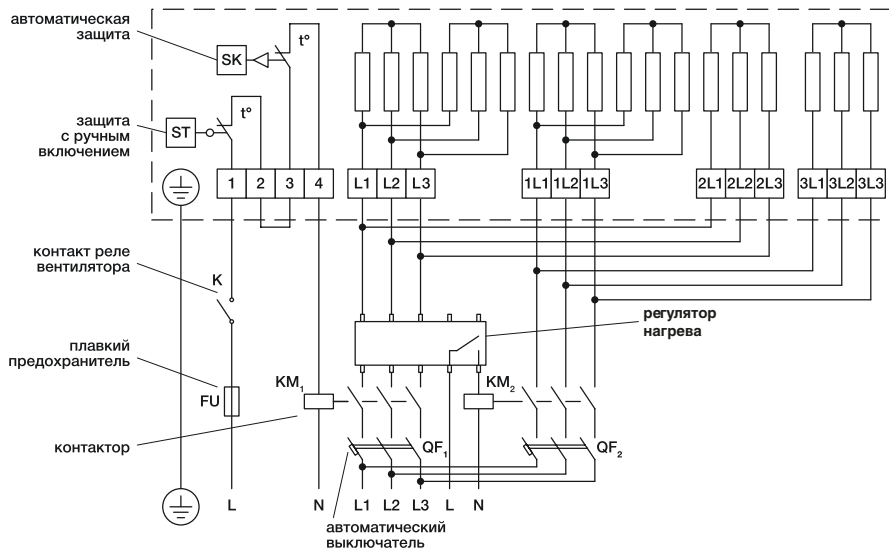 автоматическая
защита
SK
t°
защита
с ручным
включением
ST
t°
1 2 3 4 L1 L2 L3 1L1 1L2 1L3 2L1 2L2 2L3 3L1 3L2 3L3
контакт реле
вентилятора
K
регулятор
нагрева
плавкий
предохранитель
FU
KM1
KM2
контактор
QF1
QF2
L N L1 L2 L3 L N
автоматический
выключатель